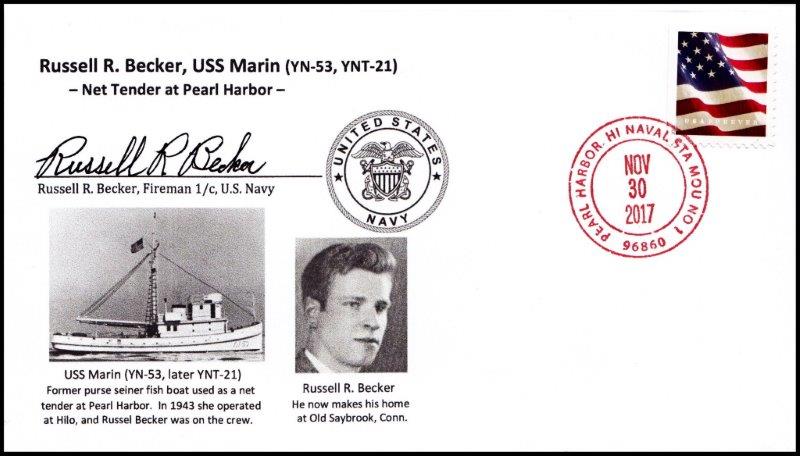 Russell R. Becker, USS Marin (YN-53, YNT-21)
– Net Tender at Pearl Harbor –
Russell R Becker
Russell R. Becker, Fireman 1/c, U.S. Navy
UNITED STATES
NAVY
USA FOREVER
PEARL HARBOR, HI NAVAL STA MOU NO 1
NOV
30
2017
96860
USS Marin (YN-53, later YNT-21)
Former purse seiner fish boat used as a net
tender at Pearl Harbor. In 1943 she operated
at Hilo, and Russel Becker was on the crew.
Russell R. Becker
He now makes his home
at Old Saybrook, Conn.